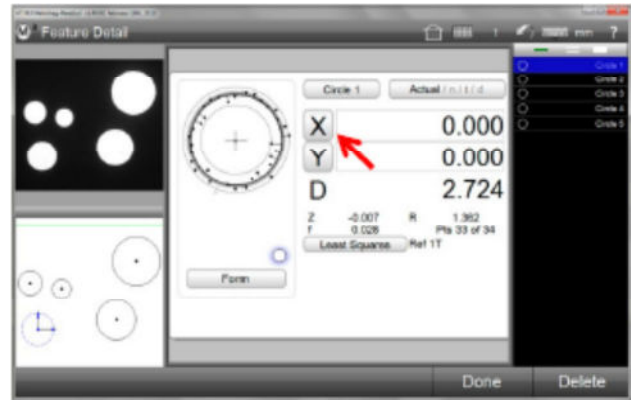 Feature Detail
1
mm
?
Circle 1
Actual / n / t / d
X
0.000
Y
0.000
D
2.724
Z -0.007 R 1.362
f 0.028 Pts 33 of 34
Least Squares Ref 1T
Form
Circle 1
Circle 2
Circle 3
Circle 4
Circle 5
Done
Delete